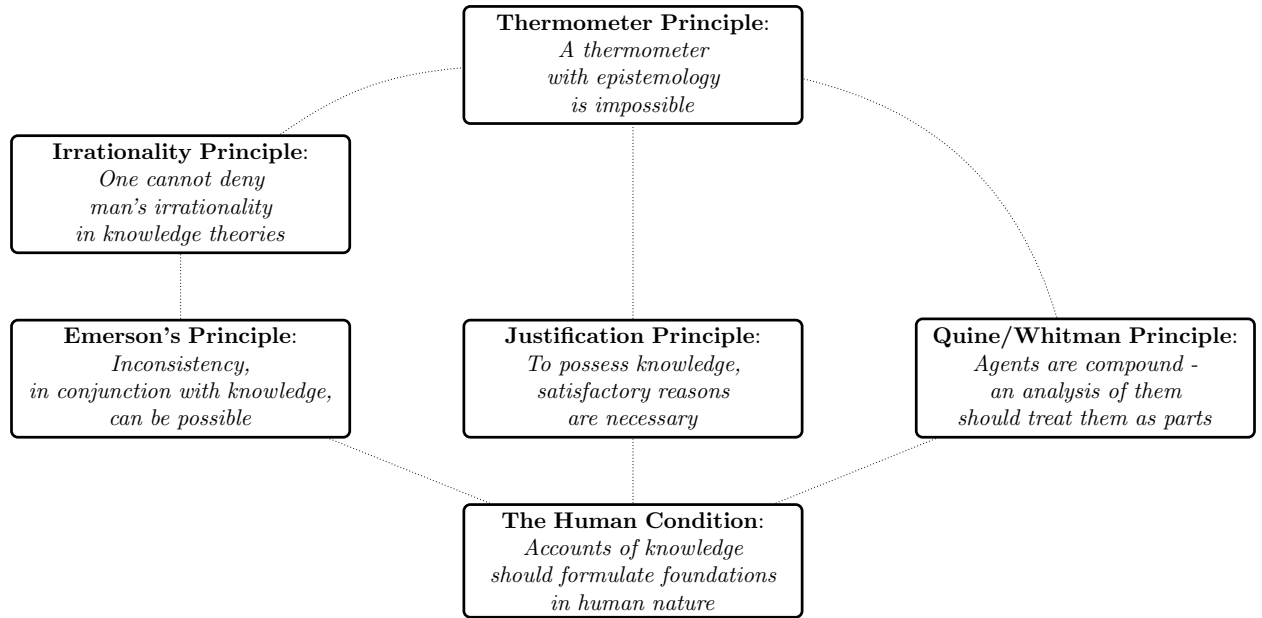 Thermometer Principle:
A thermometer
with epistemology
is impossible
Irrationality Principle:
One cannot deny
man's irrationality
in knowledge theories
Emerson's Principle:
Inconsistency,
in conjunction with knowledge,
can be possible
Justification Principle:
To possess knowledge,
satisfactory reasons
are necessary
Quine/Whitman Principle:
Agents are compound -
an analysis of them
should treat them as parts
The Human Condition:
Accounts of knowledge
should formulate foundations
in human nature